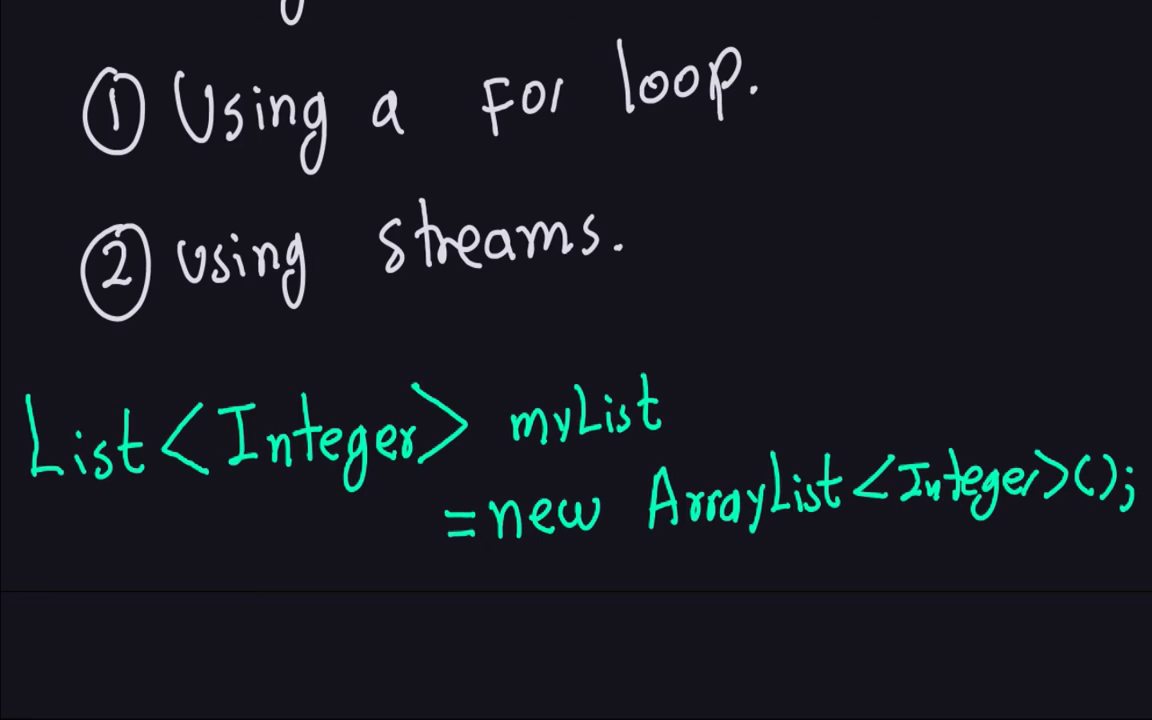 ① Using a For loop.
② Using streams.
List<Integer> myList
=new ArrayList<Integer>();